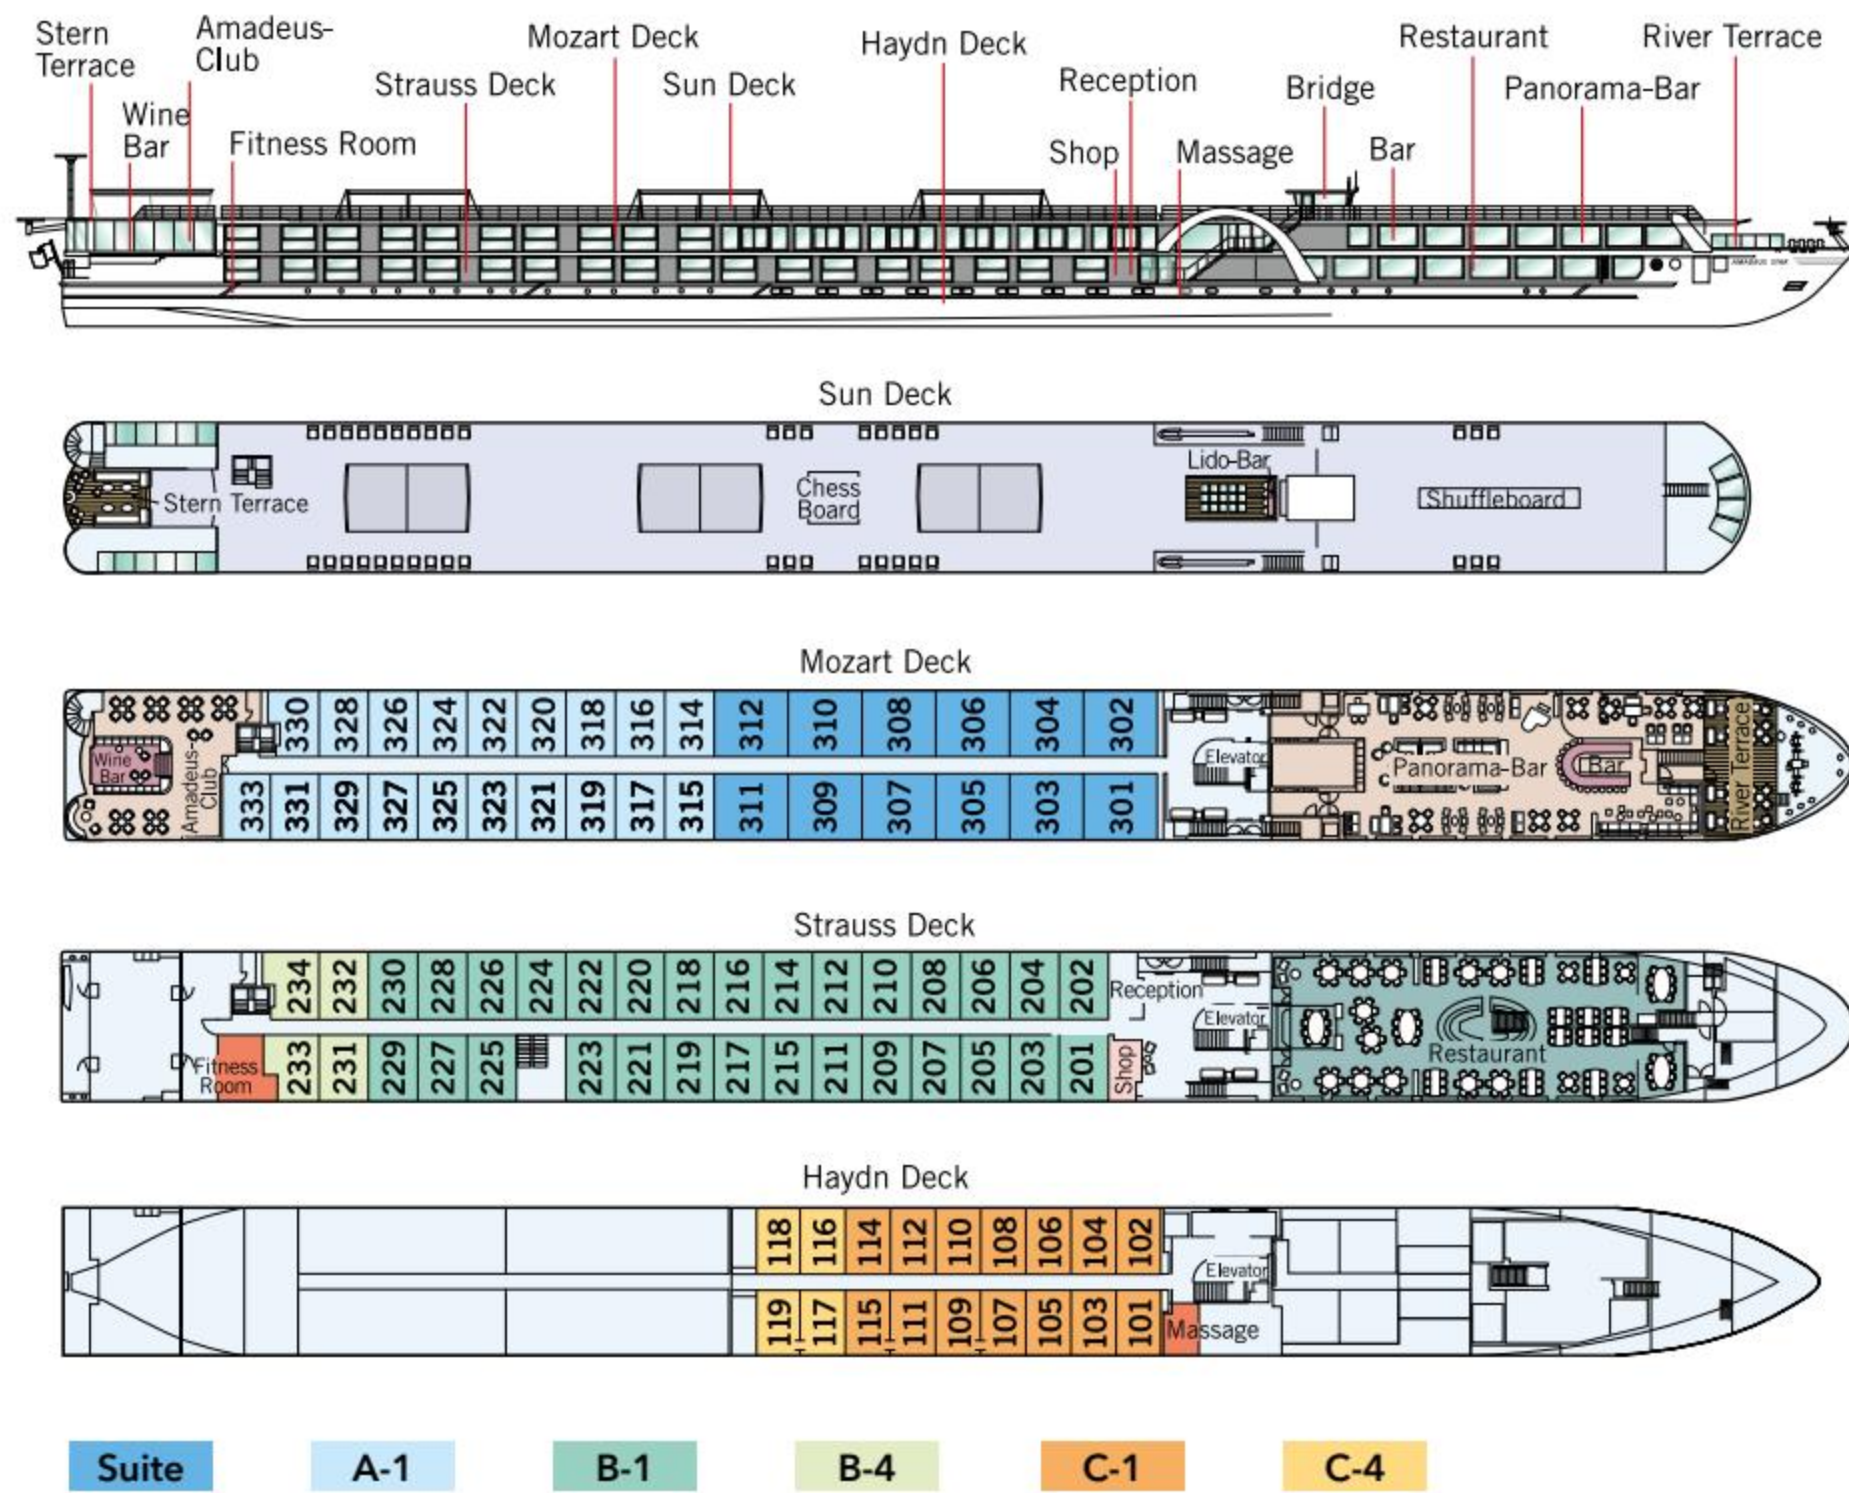 Stern
Terrace
Amadeus-
Club
Mozart Deck
Haydn Deck
Restaurant
River Terrace
Strauss Deck
Sun Deck
Reception
Bridge
Panorama-Bar
Wine
Bar
Fitness Room
Shop
Massage
Bar
Sun Deck
Stern Terrace
Chess
Board
Lido-Bar
Shuffleboard
Mozart Deck
330 328 326 324 322 320 318 316 314 312 310 308 306 304 302
Wine
Bar
Amadeus-
Club
Elevator
Panorama-Bar
Bar
River Terrace
333 331 329 327 325 323 321 319 317 315 311 309 307 305 303 301
Strauss Deck
234 232 230 228 226 224 222 220 218 216 214 212 210 208 206 204 202
Reception
Elevator
Restaurant
Fitness
Room
233 231 229 227 225 223 221 219 217 215 211 209 207 205 203 201
Shop
Haydn Deck
118 116 114 112 110 108 106 104 102
Elevator
119 117 115 111 109 107 105 103 101
Massage
Suite
A-1
B-1
B-4
C-1
C-4